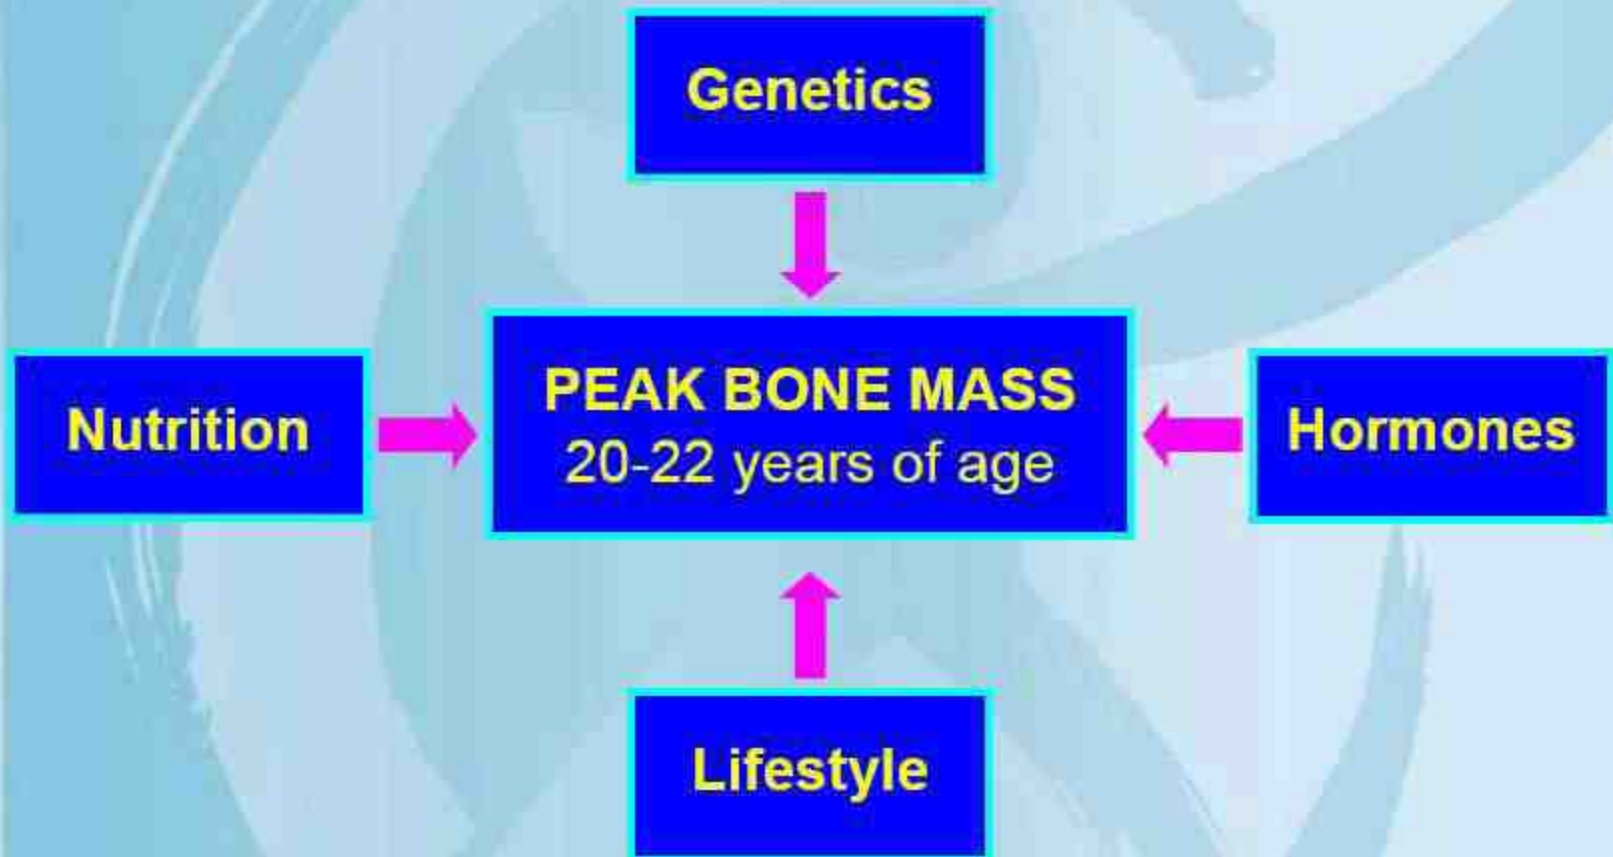 Genetics
Nutrition
PEAK BONE MASS
20-22 years of age
Hormones
Lifestyle